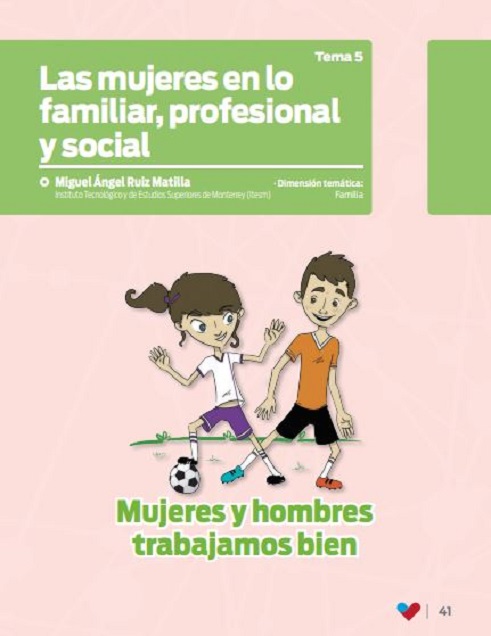 Tema 5
Las mujeres en lo
familiar, profesional
y social
Miguel Ángel Ruiz Matilla
Instituto Tecnológico y de Estudios Superiores de Monterrey (Itesm)
· Dimensión temática:
Familia
Mujeres y hombres
trabajamos bien
41